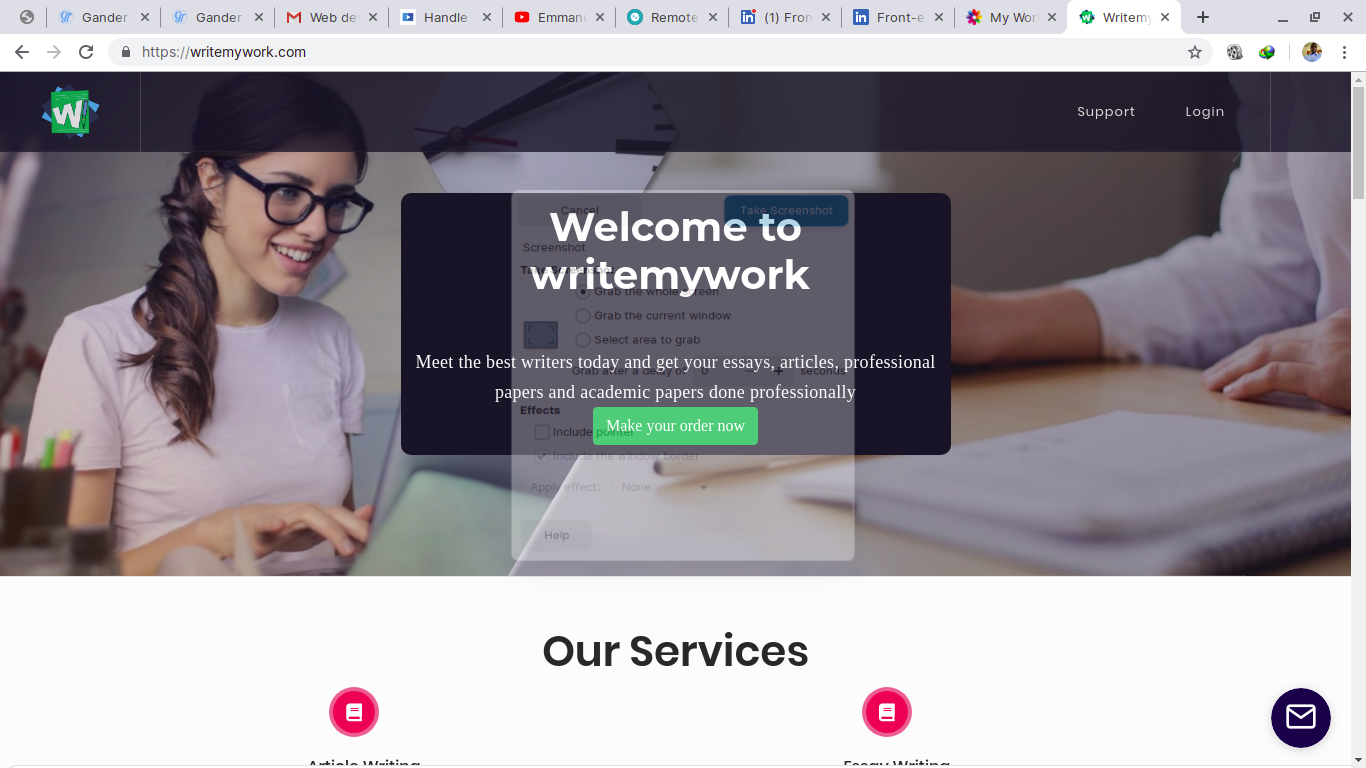 Gander
Gander
Web de
Handle
Emmanu
Remote
(1) Fron
Front-e
My Wor
Writemy
https://writemywork.com
W
Support
Login
Cancel
Take Screenshot
Welcome to
writemywork
Screenshot
Grab the whole screen
Grab the current window
Select area to grab
Meet the best writers today and get your essays, articles, professional
Grab after a delay of 0 - + seconds
papers and academic papers done professionally
Effects
Make your order now
Include pointer
Include the window border
Apply effect: None
Help
Our Services
Article Writing
Essay Writing